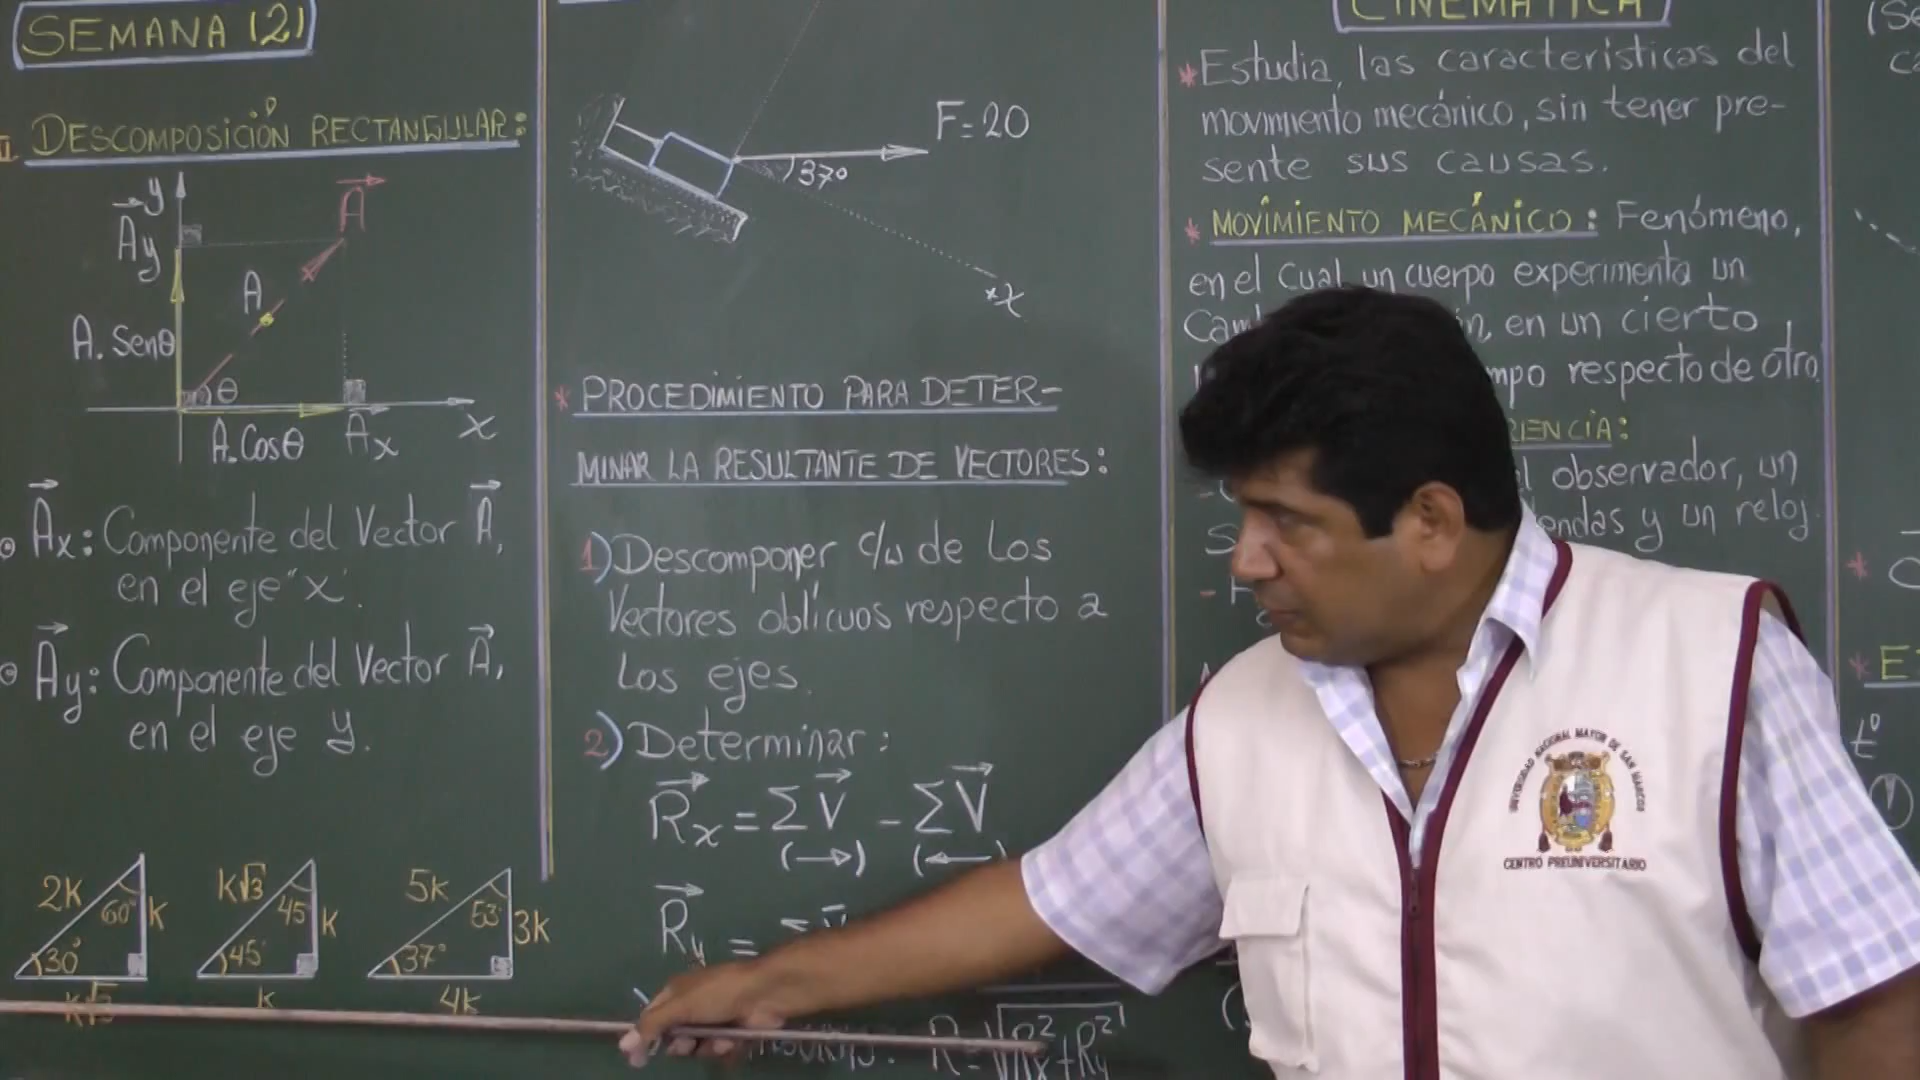 SEMANA (2)
II. DESCOMPOSICIÓN RECTANGULAR:
y
A
Ay
A
A. Senθ
θ
A. Cosθ
Ax
x
Ax: Componente del Vector A,
en el eje "x".
Ay: Componente del Vector A,
en el eje y.
2K
60°
K
30°
K√3
K√3
45°
K
45°
K
5K
53°
3K
37°
4K
F=20
37°
*x
* PROCEDIMIENTO PARA DETER-
MINAR LA RESULTANTE DE VECTORES:
1) Descomponer c/u de Los
Vectores oblícuos respecto a
Los ejes.
2) Determinar:
Rx = ΣV - ΣV
(→) (←)
Ry =
R=√Rx²+Ry²
CINEMÁTICA
* Estudia, las características del
movimiento mecánico, sin tener pre-
sente sus causas.
* MOVIMIENTO MECÁNICO: Fenómeno,
en el cual un cuerpo experimenta un
en un cierto
respecto de otro
observador, un
y un reloj.
UNIVERSIDAD NACIONAL MAYOR DE SAN MARCOS
CENTRO PREUNIVERSITARIO